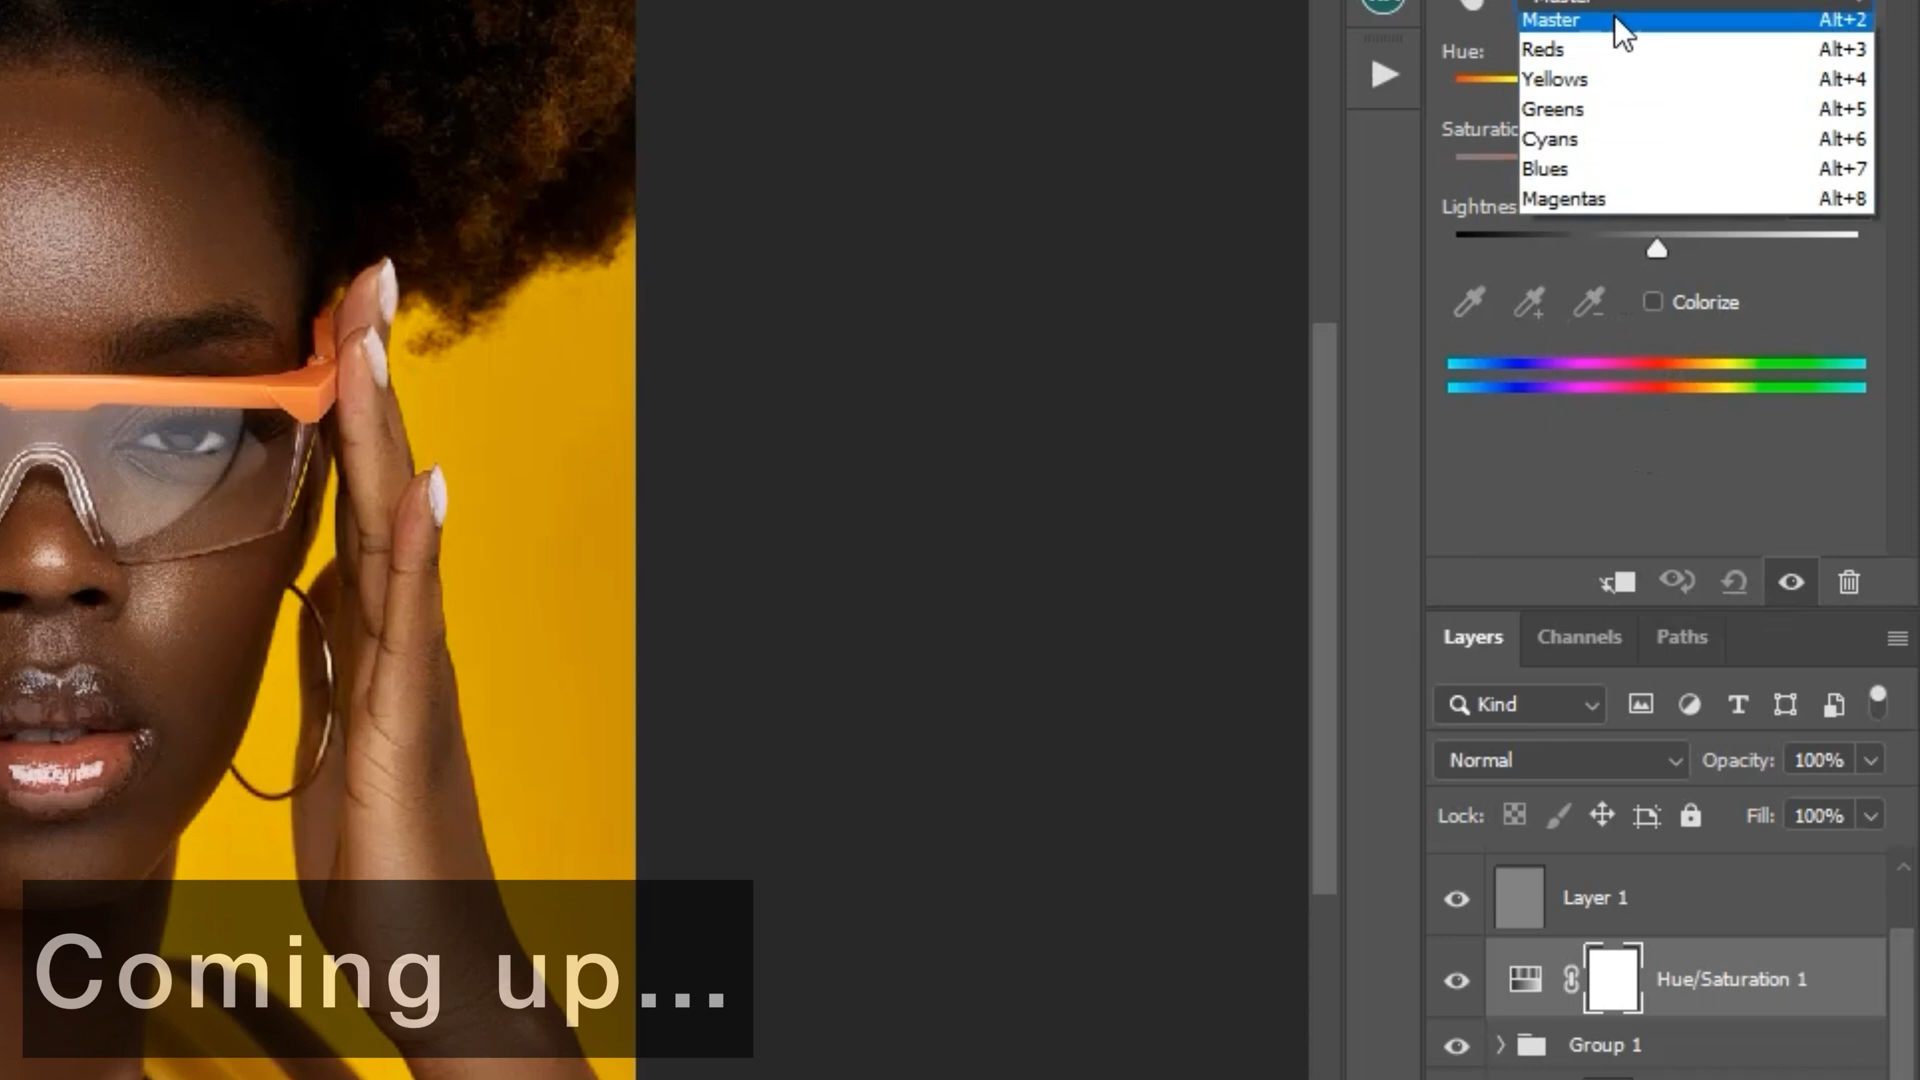 Master Alt+2
Hue:
Reds Alt+3
Yellows Alt+4
Greens Alt+5
Saturatio
Cyans Alt+6
Blues Alt+7
Lightnes
Magentas Alt+8
Colorize
Layers Channels Paths
Kind
Normal Opacity: 100%
Lock: Fill: 100%
Layer 1
Hue/Saturation 1
Group 1
Coming up...